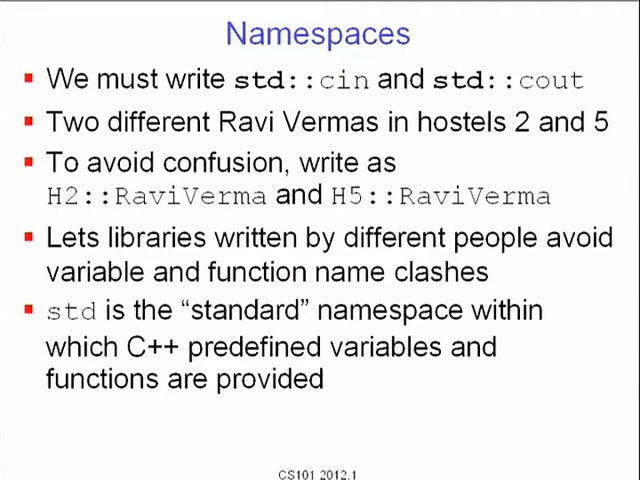 Namespaces
We must write std::cin and std::cout
Two different Ravi Vermas in hostels 2 and 5
To avoid confusion, write as
H2::RaviVerma and H5::RaviVerma
Lets libraries written by different people avoid
variable and function name clashes
std is the “standard” namespace within
which C++ predefined variables and
functions are provided
CS101 2012.1